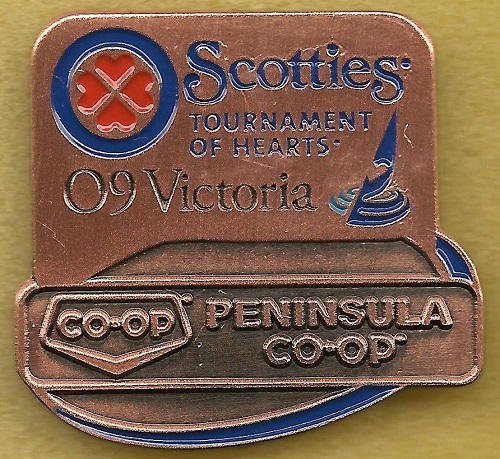 Scotties
TOURNAMENT
OF HEARTS
09 Victoria
CO-OP
PENINSULA
CO-OP